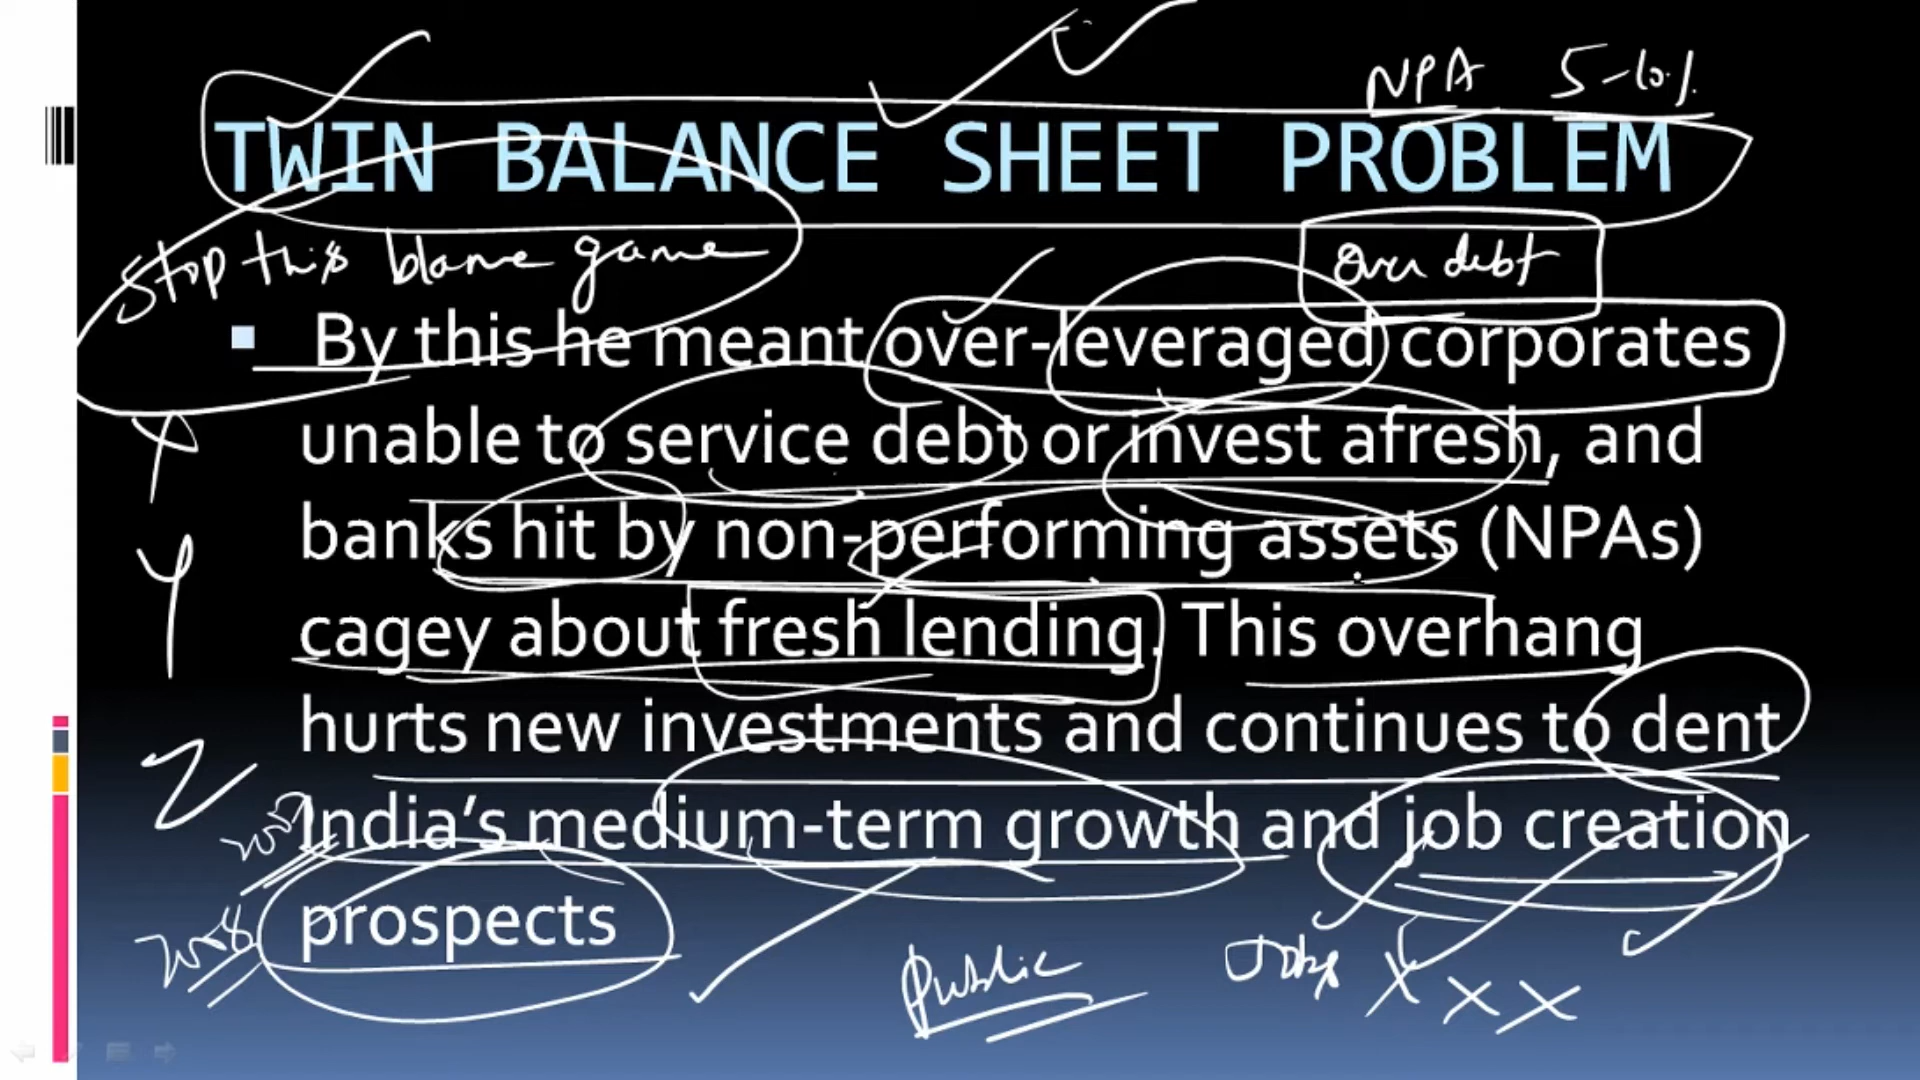 NPA 5-10%
TWIN BALANCE SHEET PROBLEM
Stop this blame game
over debt
By this he meant over-leveraged corporates
unable to service debt or invest afresh, and
X
banks hit by non-performing assets (NPAs)
Y
cagey about fresh lending. This overhang
hurts new investments and continues to dent
Z
2007
India's medium-term growth and job creation
prospects
2008
Public
Jobs X X X